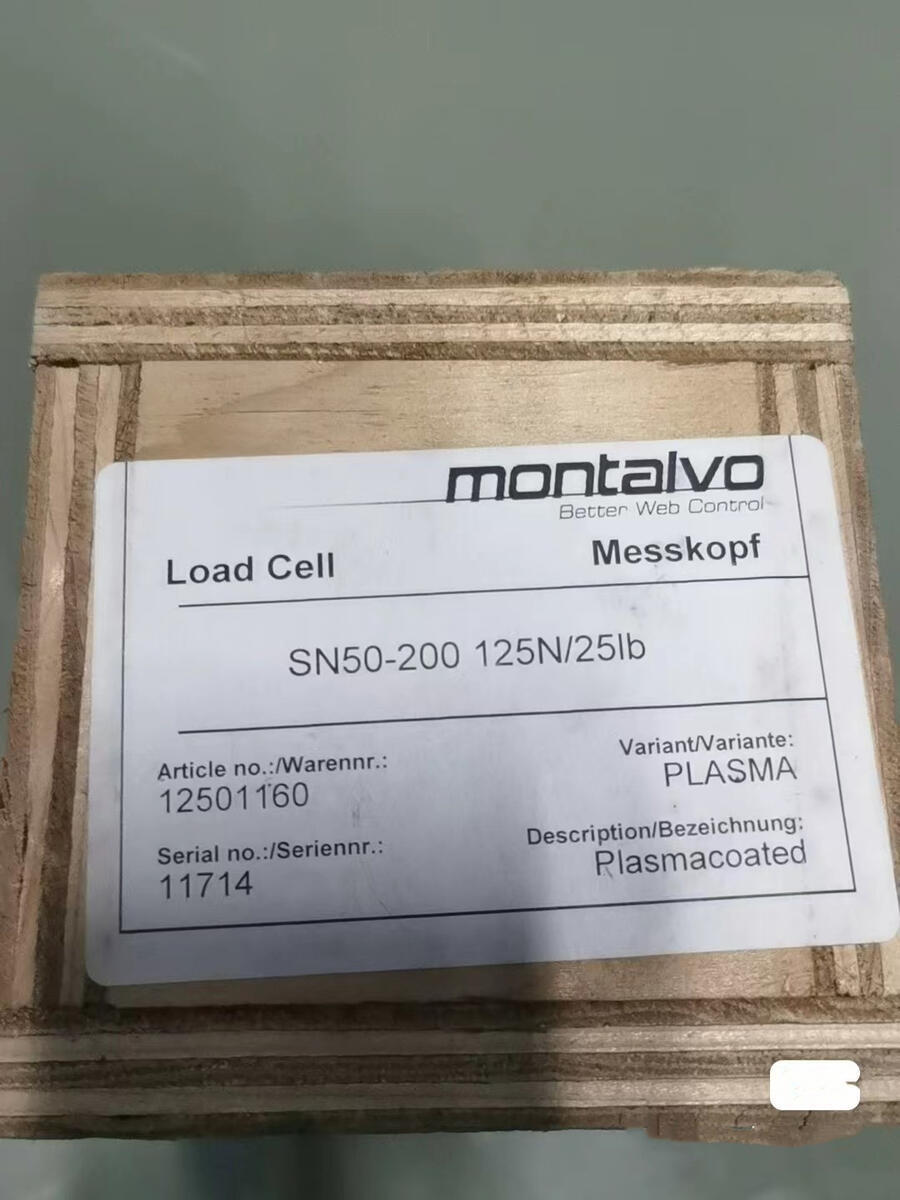 montalvo
Better Web Control
Load Cell Messkopf
SN50-200 125N/25lb
Article no.:/Warennr.:
12501160
Variant/Variante:
PLASMA
Serial no.:/Seriennr.:
11714
Description/Bezeichnung:
Plasmacoated